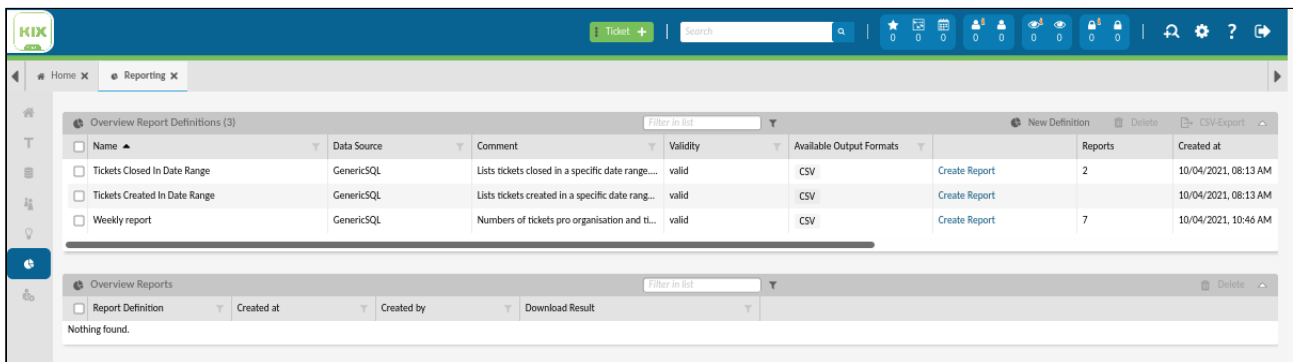 KIX
Ticket
Search
0 0 0 0 0 0 0 0 0
Home Reporting
Overview Report Definitions (3) Filter in list New Definition Delete CSV-Export
Name Data Source Comment Validity Available Output Formats Reports Created at
Tickets Closed In Date Range GenericSQL Lists tickets closed in a specific date range.... valid CSV Create Report 2 10/04/2021, 08:13 AM
Tickets Created In Date Range GenericSQL Lists tickets created in a specific date rang... valid CSV Create Report 10/04/2021, 08:13 AM
Weekly report GenericSQL Numbers of tickets pro organisation and ti... valid CSV Create Report 7 10/04/2021, 10:46 AM
Overview Reports Filter in list Delete
Report Definition Created at Created by Download Result
Nothing found.